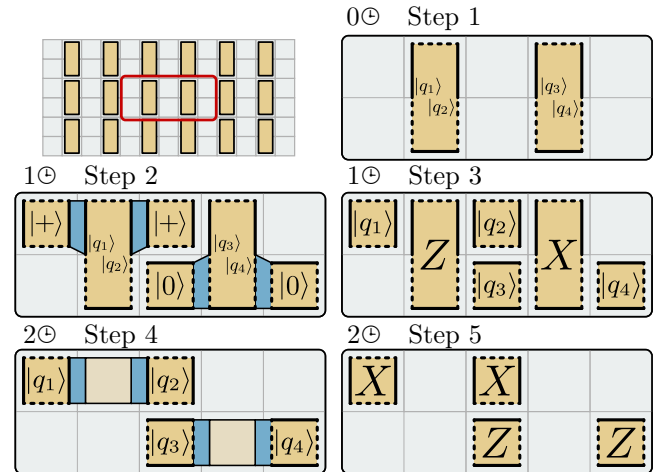 0🕒 Step 1
|q₁⟩ |q₃⟩
|q₂⟩ |q₄⟩
1🕒 Step 2
|+⟩ |q₁⟩ |+⟩ |q₃⟩
|q₂⟩ |0⟩ |q₄⟩ |0⟩
1🕒 Step 3
|q₁⟩ Z |q₂⟩ X
|q₃⟩ |q₄⟩
2🕒 Step 4
|q₁⟩ |q₂⟩
|q₃⟩ |q₄⟩
2🕒 Step 5
X X
Z Z